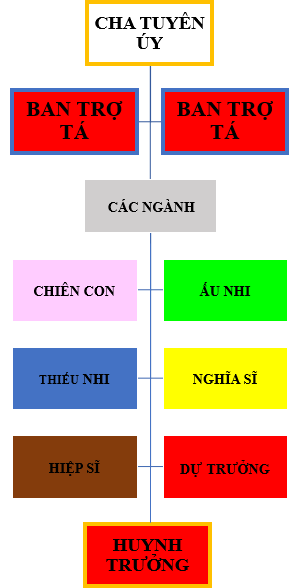 CHA TUYÊN
ÚY
BAN TRỢ
TÁ
BAN TRỢ
TÁ
CÁC NGÀNH
CHIÊN CON
ẤU NHI
THIẾU NHI
NGHĨA SĨ
HIỆP SĨ
DỰ TRƯỞNG
HUYNH
TRƯỞNG